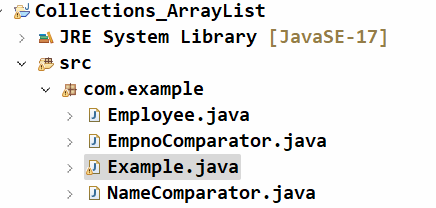 Collections_ArrayList
JRE System Library [JavaSE-17]
src
com.example
Employee.java
EmpnoComparator.java
Example.java
NameComparator.java